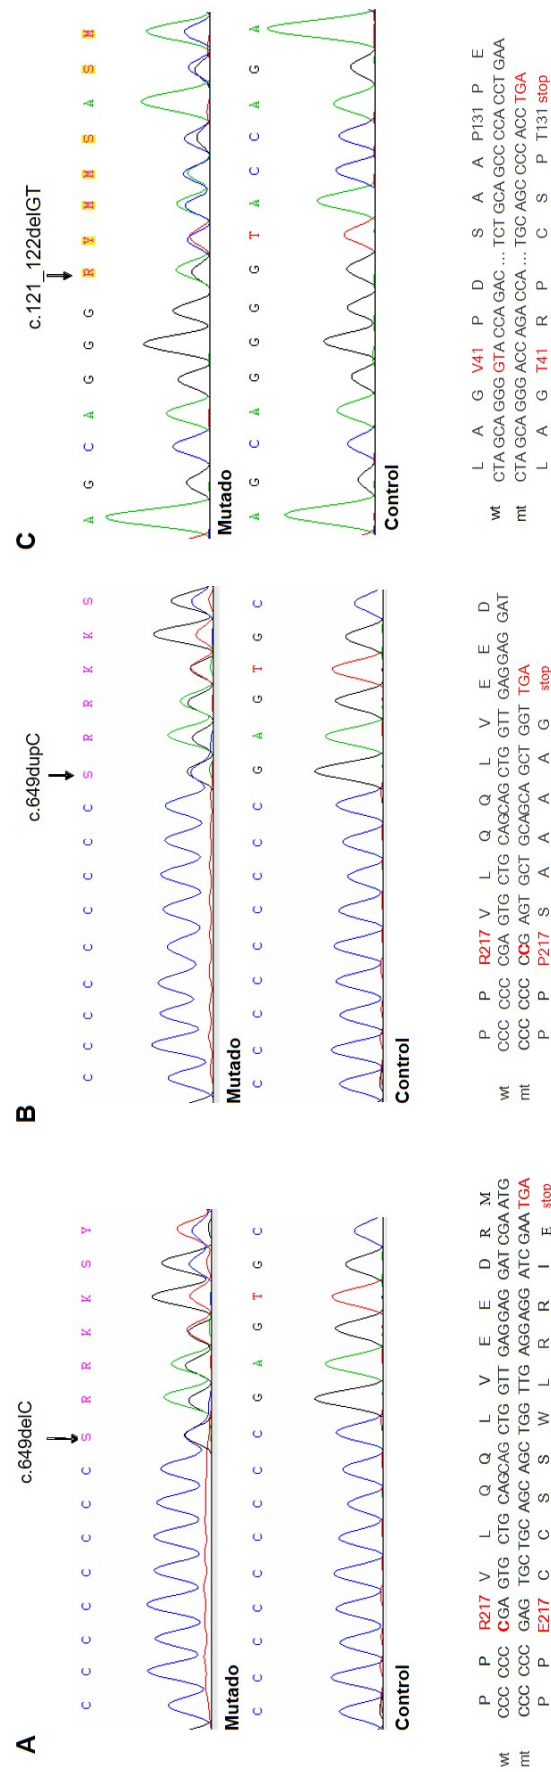 A
c.649delC
C C C C C C C C S R R K K S Y
Mutado
C C C C C C C C C G A G T G C
Control
P P R217 V L Q Q L V E E D R M
wt CCC CCC CGA GTG CTG CAGCAG CTG GTT GAGGAG GAT CGA ATG
mt CCC CCC GAG TGC TGC AGC AGC TGG TTG AGGAGG ATC GAA TGA
P P E217 C C S S W L R R I E stop
B
c.649dupC
C C C C C C C C C S R R K K S
Mutado
C C C C C C C C C G A G T G C
Control
P P R217 V L Q Q L V E E D
wt CCC CCC CGA GTG CTG CAGCAG CTG GTT GAGGAG GAT
mt CCC CCC CCG AGT GCT GCAGCA GCT GGT TGA
P P P217 S A A A A G stop
C
c.121_122delGT
A G C A G G G R Y M M S A S M
Mutado
A G C A G G G G T A C C A G A
Control
L A G V41 P D S A A P131 P E
wt CTA GCA GGG GTA CCA GAC ... TCT GCA GCC CCA CCT GAA
mt CTA GCA GGG ACC AGA CCA ... TGC AGC CCC ACC TGA
L A G T41 R P C S P T131 stop